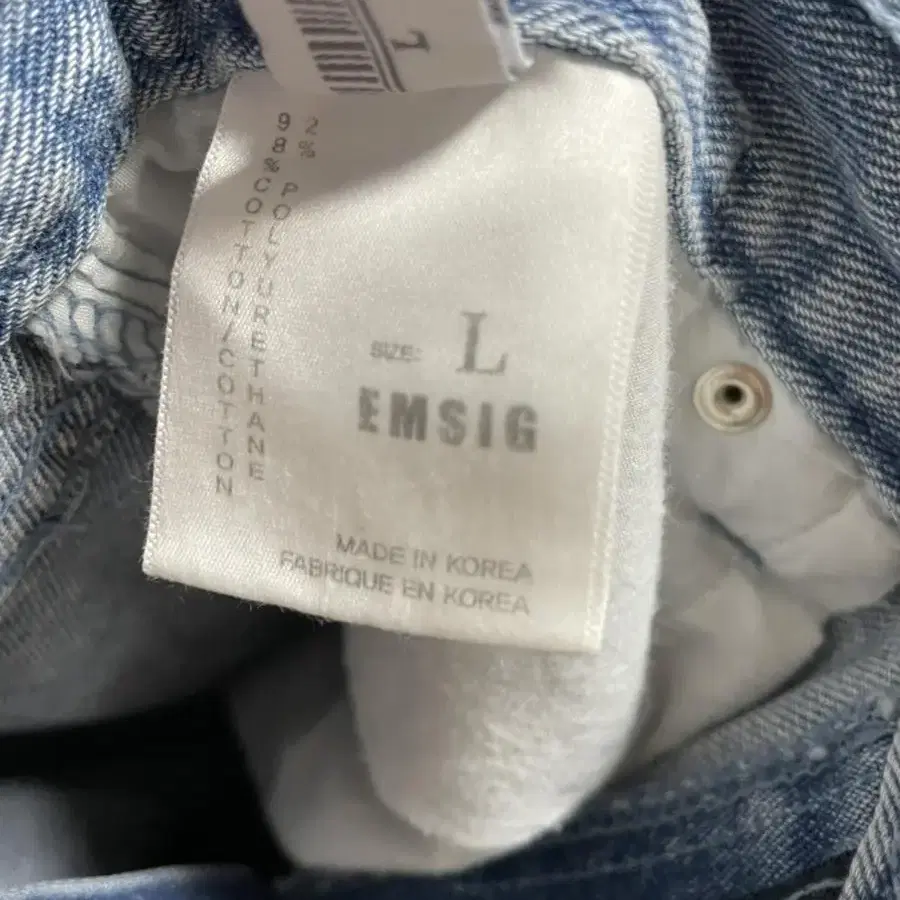 L
98%COTTON/COTTON
2% POLYURETHANE
SIZE: L
EMSIG
MADE IN KOREA
FABRIQUE EN KOREA